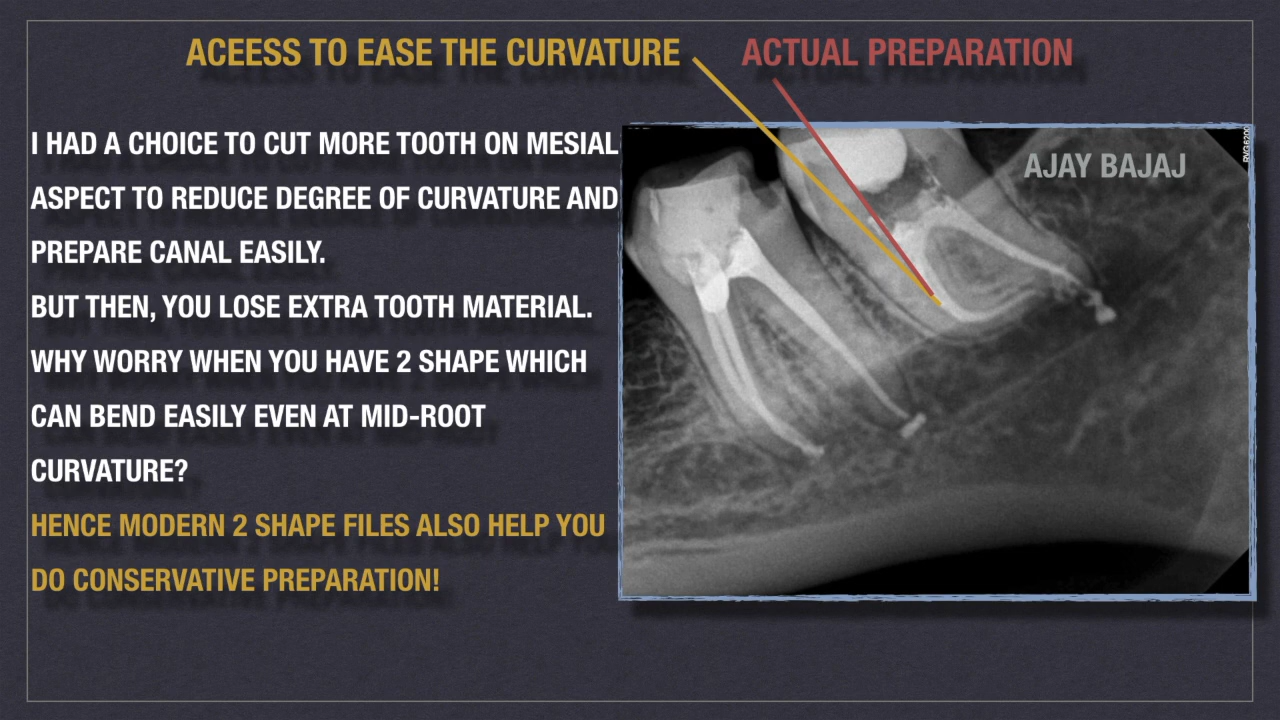 ACEESS TO EASE THE CURVATURE
ACTUAL PREPARATION
I HAD A CHOICE TO CUT MORE TOOTH ON MESIAL
ASPECT TO REDUCE DEGREE OF CURVATURE AND
PREPARE CANAL EASILY.
BUT THEN, YOU LOSE EXTRA TOOTH MATERIAL.
WHY WORRY WHEN YOU HAVE 2 SHAPE WHICH
CAN BEND EASILY EVEN AT MID-ROOT
CURVATURE?
HENCE MODERN 2 SHAPE FILES ALSO HELP YOU
DO CONSERVATIVE PREPARATION!
AJAY BAJAJ